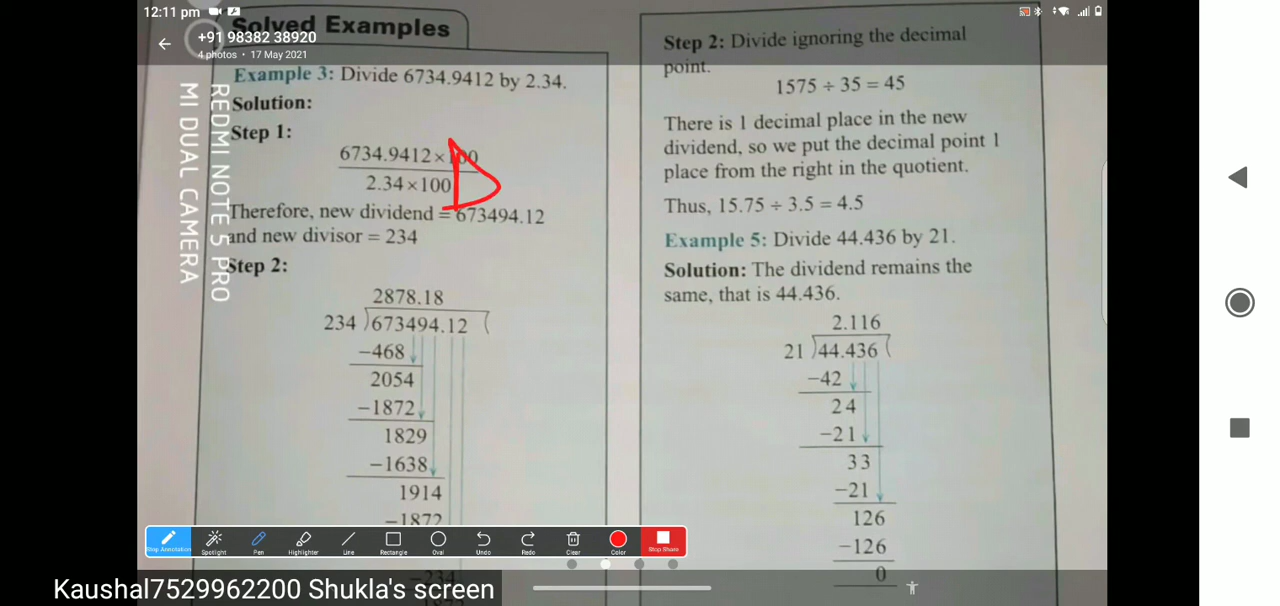 12:11 pm
+91 98382 38920
4 photos • 17 May 2021
REDMI NOTE 5 PRO
MI DUAL CAMERA
Solved Examples
Example 3: Divide 6734.9412 by 2.34.
Solution:
Step 1:
6734.9412 × 100
2.34 × 100
Therefore, new dividend = 673494.12
and new divisor = 234
Step 2:
2878.18
234 ) 673494.12 (
−468
2054
−1872
1829
−1638
1914
−1872
−234
Step 2: Divide ignoring the decimal
point.
1575 ÷ 35 = 45
There is 1 decimal place in the new
dividend, so we put the decimal point 1
place from the right in the quotient.
Thus, 15.75 ÷ 3.5 = 4.5
Example 5: Divide 44.436 by 21.
Solution: The dividend remains the
same, that is 44.436.
2.116
21 ) 44.436 (
−42
24
−21
33
−21
126
−126
0
Stop Annotation
Spotlight
Pen
Highlighter
Line
Rectangle
Oval
Undo
Redo
Clear
Color
Stop Share
Kaushal7529962200 Shukla's screen